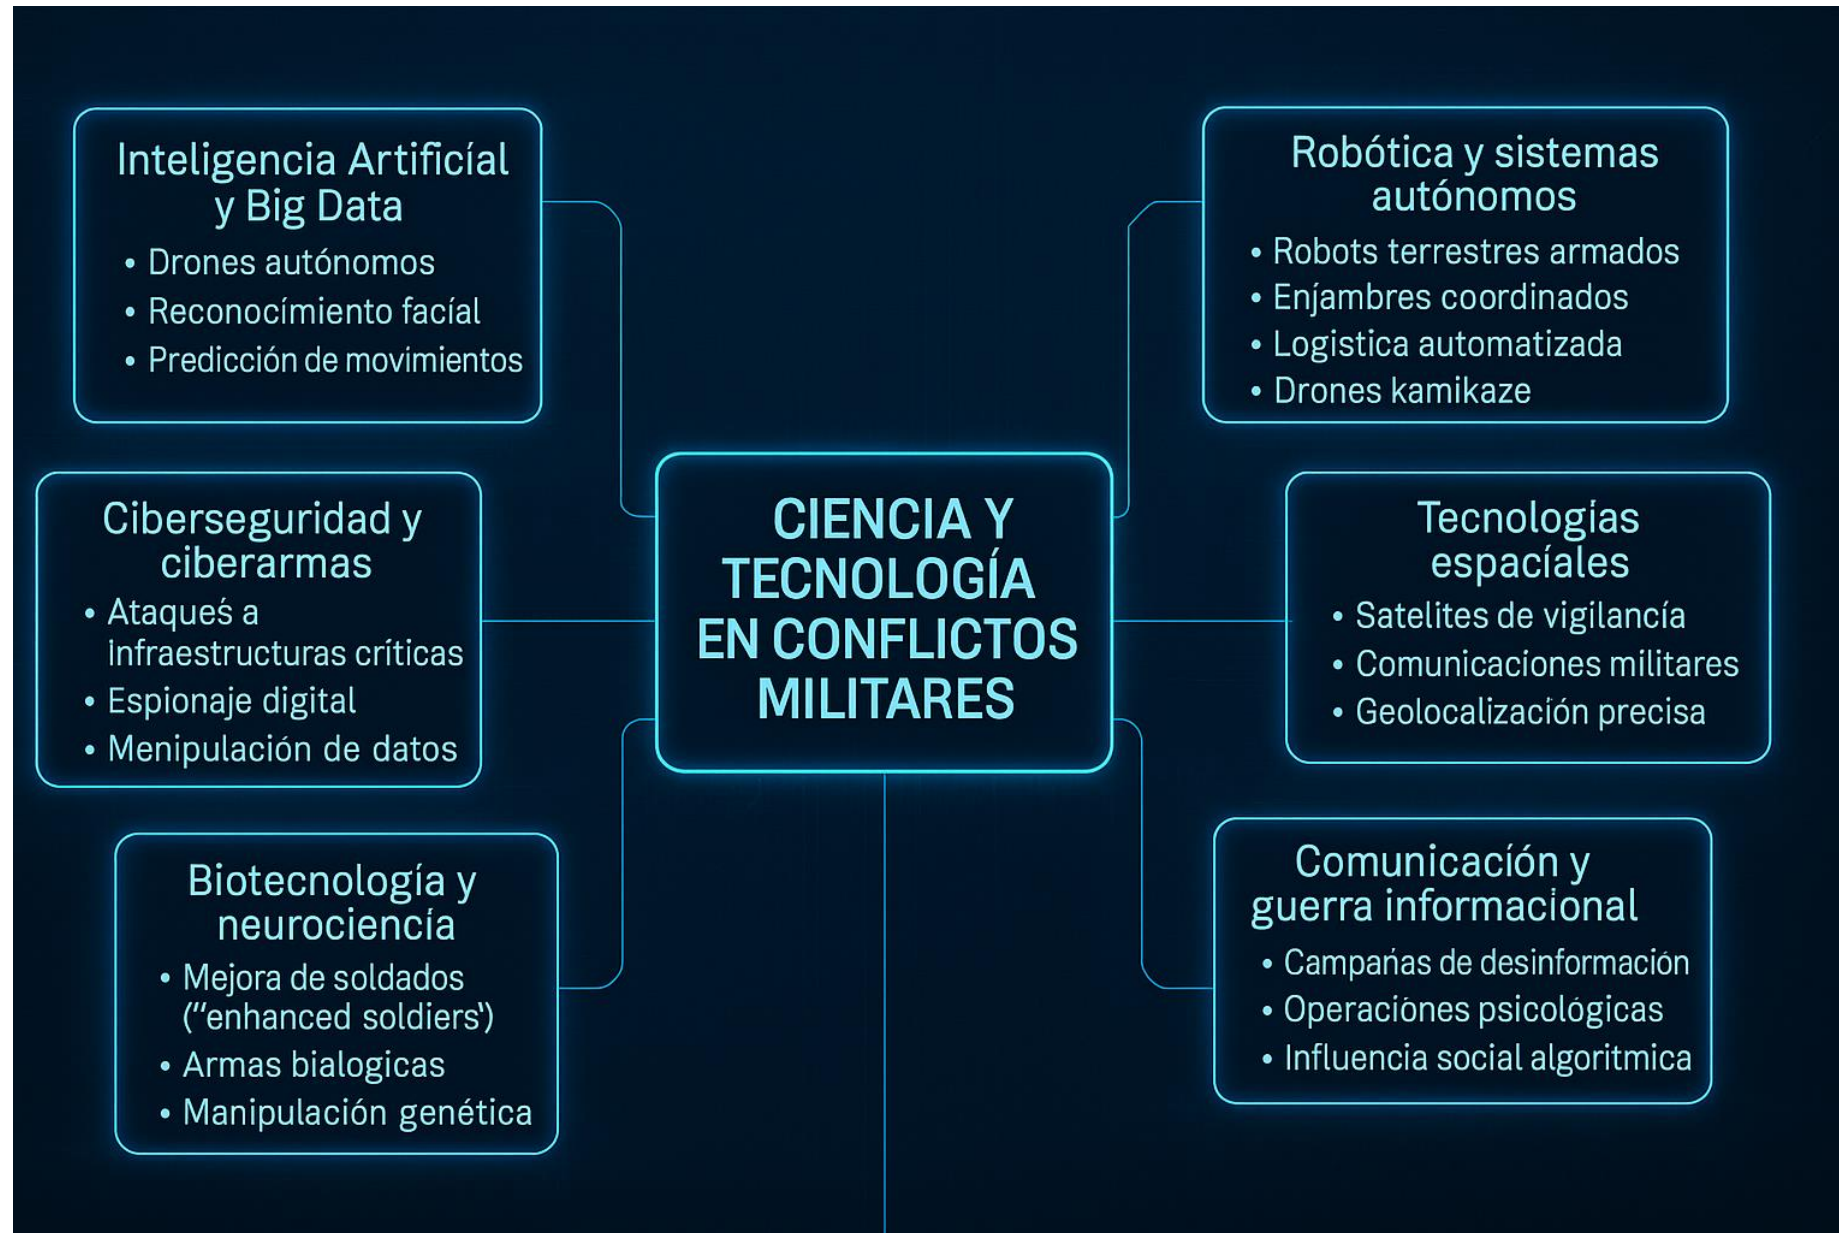 Inteligencia Artificíal
y Big Data
• Drones autónomos
• Reconocímiento facíal
• Predicción de movimientos
Ciberseguridad y
ciberarmas
• Ataqueś a
infraestructuras críticas
• Espionaje digital
• Menipulación de datos
Biotecnología y
neurociencía
• Mejora de soldados
(“enhanced soldiers‘)
• Armas bialogicas
• Manipulación genética
CIENCIA Y
TECNOLOGÍA
EN CONFLICTOS
MILITARES
Robótica y sistemas
autónomos
• Robots terrestres armados
• Enjambres coordinados
• Logistica automatizada
• Drones kamikaze
Tecnologías
espacíales
• Satelites de vigilancía
• Comunicaciones militares
• Geolocalización precisa
Comunicacíón y
guerra informacional
• Campańas de desinformación
• Operaciónes psicológicas
• Influencia social algoritmica